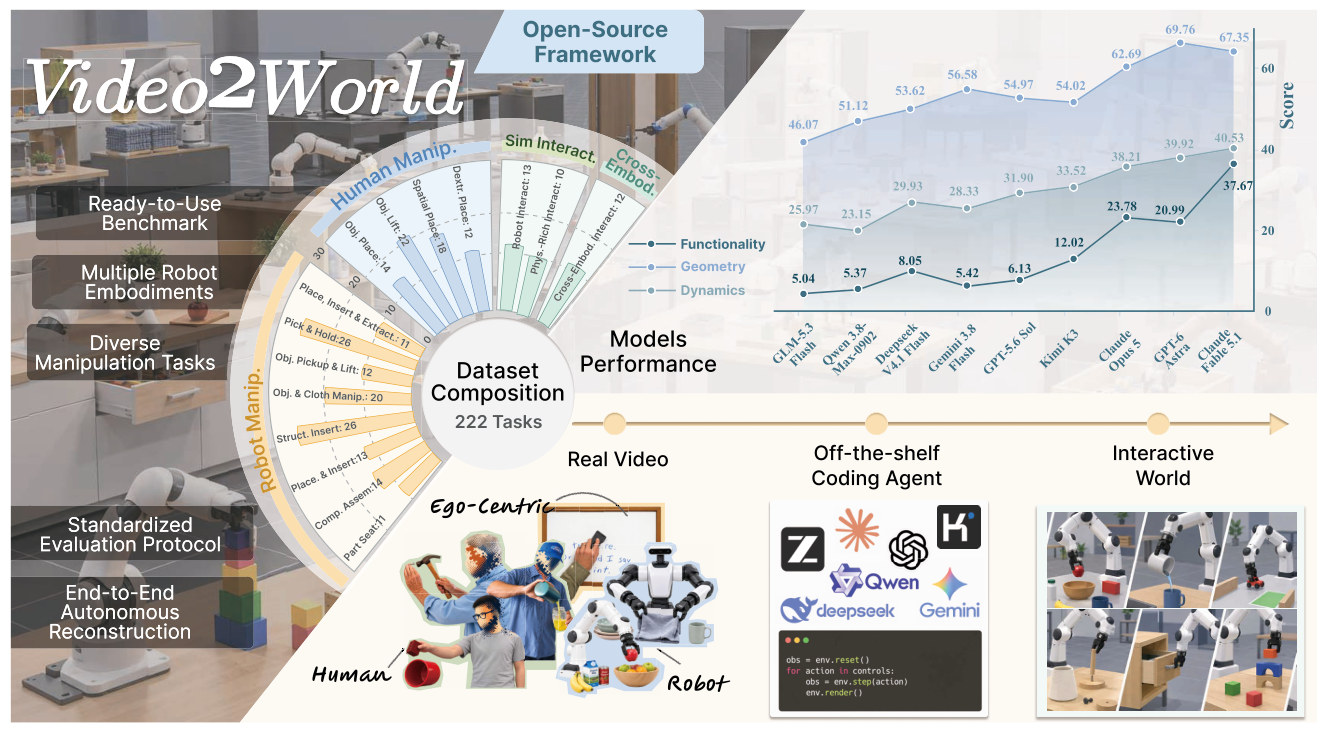 Video2World
Open-Source
Framework
Ready-to-Use
Benchmark
Multiple Robot
Embodiments
Diverse
Manipulation Tasks
Standardized
Evaluation Protocol
End-to-End
Autonomous
Reconstruction
Robot Manip.
Human Manip.
Sim Interact.
Cross-
Embod.
Part Seat:11
Comp. Assem:14
Place. & Insert:13
Struct. Insert: 26
Obj. & Cloth Manip.: 20
Obj. Pickup & Lift: 12
Pick & Hold:26
Place, Insert & Extract.: 11
Obj. Place: 14
Obj. Lift: 22
Spatial Place: 18
Dextr. Place: 12
Robot Interact: 13
Phys.-Rich Interact: 10
Cross-Embod. Interact: 12
30
20
10
0
Dataset
Composition
222 Tasks
Models
Performance
Functionality
Geometry
Dynamics
46.07
51.12
53.62
56.58
54.97
54.02
62.69
69.76
67.35
25.97
23.15
29.93
28.33
31.90
33.52
38.21
39.92
40.53
5.04
5.37
8.05
5.42
6.13
12.02
23.78
20.99
37.67
60
40
20
0
Score
GLM-5.3
Flash
Qwen 3.8-
Max-0902
Deepseek
V4.1 Flash
Gemini 3.8
Flash
GPT-5.6 Sol
Kimi K3
Claude
Opus 5
GPT-6
Astra
Claude
Fable 5.1
Real Video
Off-the-shelf
Coding Agent
Interactive
World
Ego-Centric
Human
Robot
Z
K
Qwen
deepseek
Gemini
obs = env.reset()
for action in controls:
obs = env.step(action)
env.render()